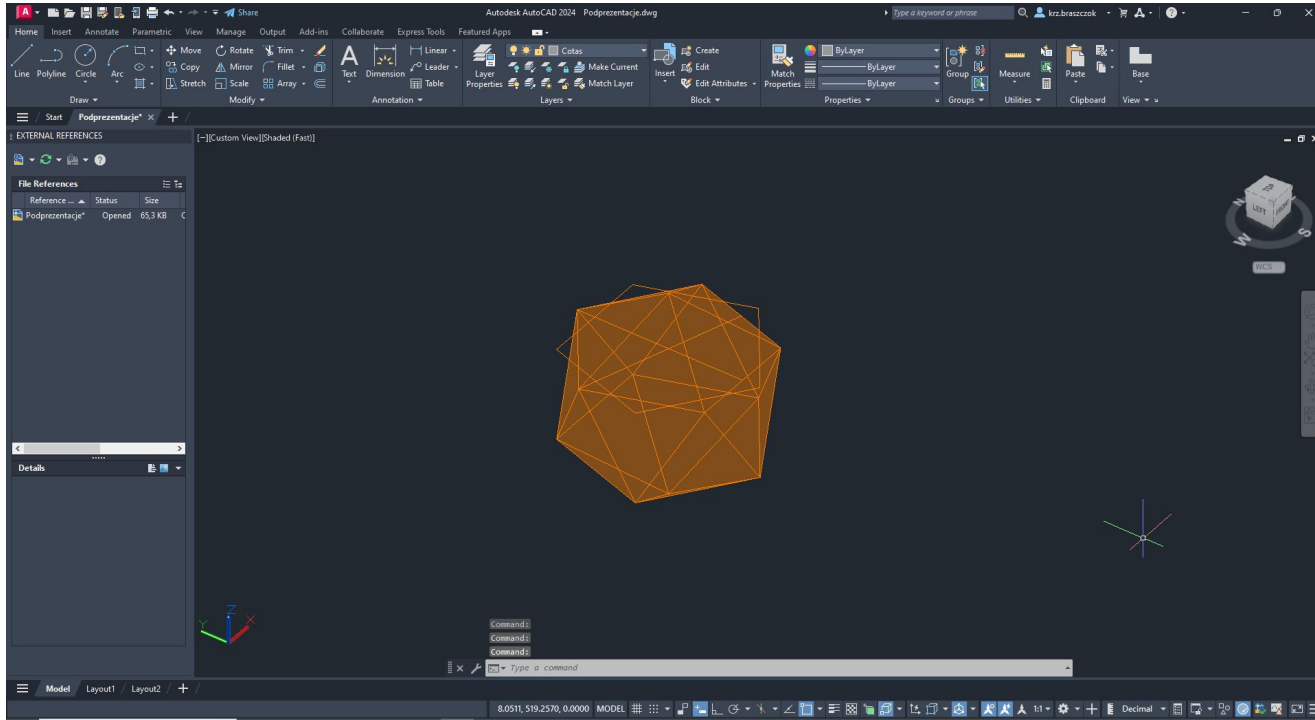 A Share Autodesk AutoCAD 2024 Podprezentacje.dwg Type a keyword or phrase krz.braszczok
Home Insert Annotate Parametric View Manage Output Add-ins Collaborate Express Tools Featured Apps
Move Rotate Trim Linear Cotas Create ByLayer
Copy Mirror Fillet Leader Make Current Edit ByLayer
Line Polyline Circle Arc Stretch Scale Array Text Dimension Table Layer Properties Match Layer Insert Edit Attributes Match Properties ByLayer Group Measure Paste Base
Draw Modify Annotation Layers Block Properties Groups Utilities Clipboard View
Start Podprezentacje*
EXTERNAL REFERENCES
[−][Custom View][Shaded (Fast)]
File References
Reference ... Status Size
Podprezentacje* Opened 65,3 KB
TOP
LEFT FRONT
N W S
WCS
Details
Z
Y X
Command:
Command:
Command:
Type a command
Model Layout1 Layout2
8.0511, 519.2570, 0.0000 MODEL 1:1 Decimal